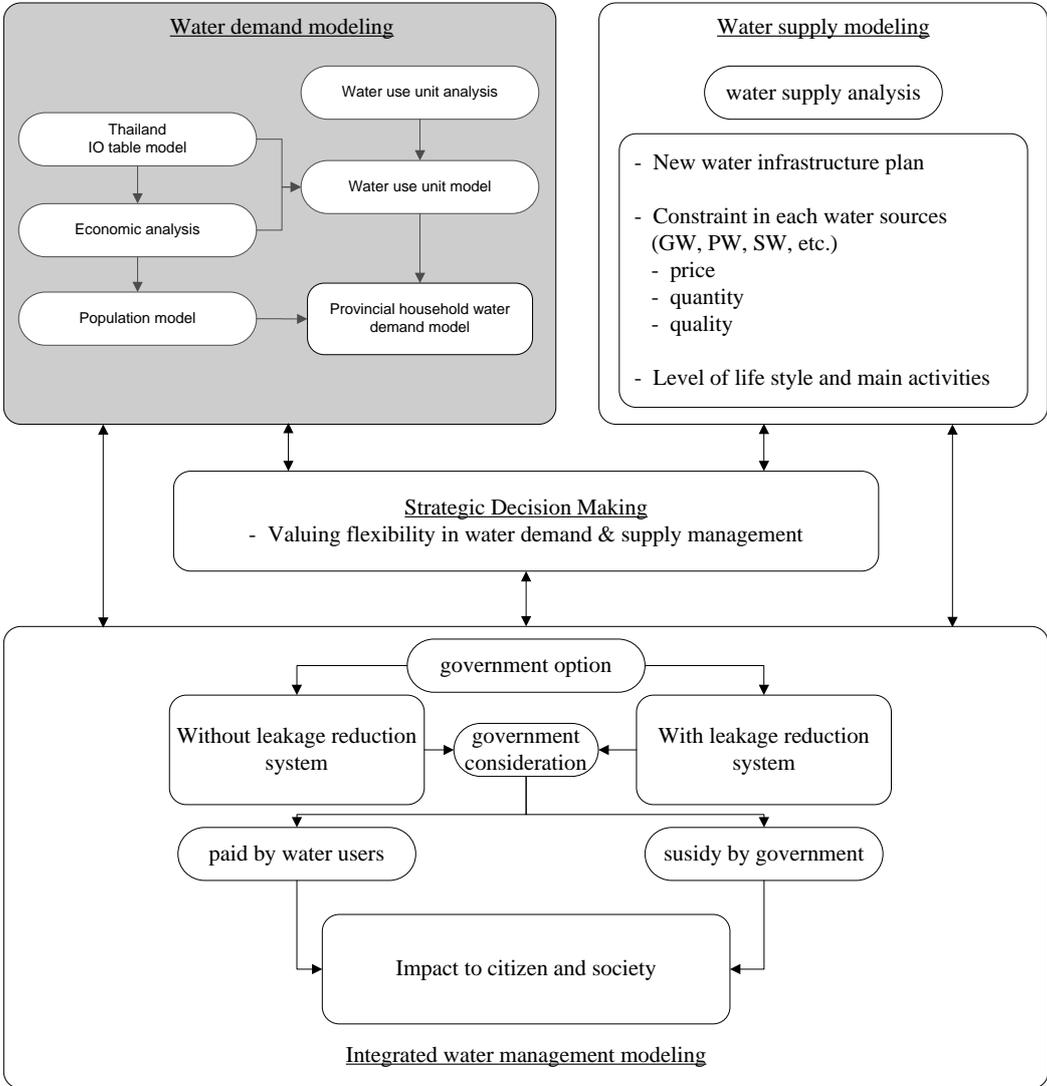 Water demand modeling
Water use unit analysis
Thailand
IO table model
Water use unit model
Economic analysis
Population model
Provincial household water
demand model
Water supply modeling
water supply analysis
- New water infrastructure plan
- Constraint in each water sources
(GW, PW, SW, etc.)
- price
- quantity
- quality
- Level of life style and main activities
Strategic Decision Making
- Valuing flexibility in water demand & supply management
government option
Without leakage reduction
system
government
consideration
With leakage reduction
system
paid by water users
susidy by government
Impact to citizen and society
Integrated water management modeling